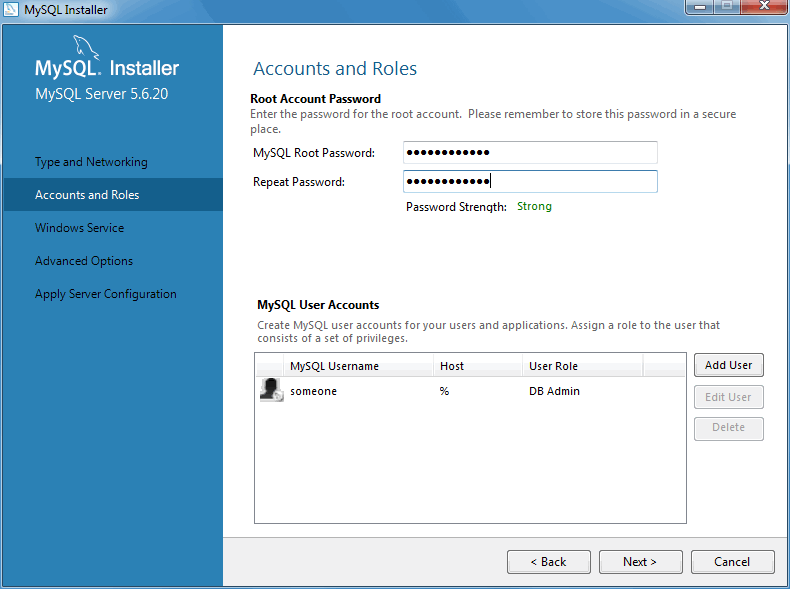 MySQL Installer
MySQL. Installer
MySQL Server 5.6.20
Type and Networking
Accounts and Roles
Windows Service
Advanced Options
Apply Server Configuration
Accounts and Roles
Root Account Password
Enter the password for the root account. Please remember to store this password in a secure
place.
MySQL Root Password: ●●●●●●●●●●●●
Repeat Password: ●●●●●●●●●●●●
Password Strength: Strong
MySQL User Accounts
Create MySQL user accounts for your users and applications. Assign a role to the user that
consists of a set of privileges.
MySQL Username Host User Role
someone % DB Admin
Add User
Edit User
Delete
< Back Next > Cancel